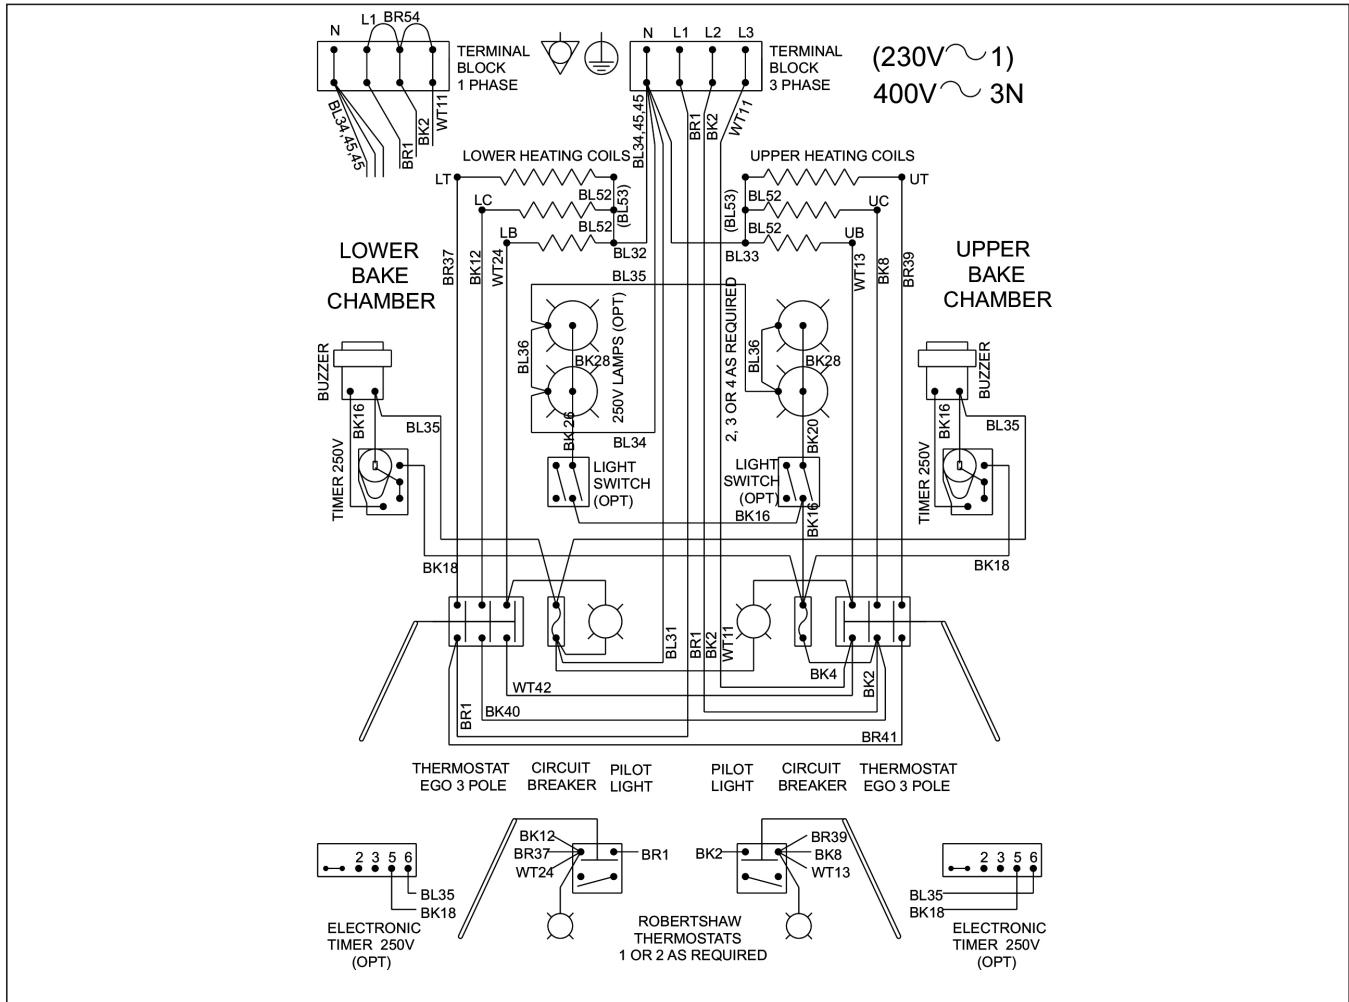 N
L1
BR54
TERMINAL
BLOCK
1 PHASE
BL34,45,45
BR1
BK2
WT11
N
L1
L2
L3
TERMINAL
BLOCK
3 PHASE
BL34,45,45
BR1
BK2
WT11
(230V 1)
400V 3N
LOWER HEATING COILS
UPPER HEATING COILS
LT
LC
LB
BL52
BL52
(BL53)
BL32
UT
UC
UB
BL52
BL52
(BL53)
BL33
LOWER
BAKE
CHAMBER
UPPER
BAKE
CHAMBER
BR37
BK12
WT24
BL35
BL36
BK28
250V LAMPS (OPT)
2, 3 OR 4 AS REQUIRED
BL36
BK28
WT13
BK8
BR39
BUZZER
BK16
BL35
TIMER 250V
BK 26
BL34
BK20
LIGHT
SWITCH
(OPT)
LIGHT
SWITCH
(OPT)
BK16
BK16
BUZZER
BK16
BL35
TIMER 250V
BK18
BK18
BL31
BR1
BK2
WT11
BK4
BK2
WT42
BR1
BK40
BR41
THERMOSTAT
EGO 3 POLE
CIRCUIT
BREAKER
PILOT
LIGHT
PILOT
LIGHT
CIRCUIT
BREAKER
THERMOSTAT
EGO 3 POLE
BK12
BR37
WT24
BR1
BK2
BR39
BK8
WT13
2 3 5 6
BL35
BK18
ELECTRONIC
TIMER 250V
(OPT)
ROBERTSHAW
THERMOSTATS
1 OR 2 AS REQUIRED
2 3 5 6
BL35
BK18
ELECTRONIC
TIMER 250V
(OPT)